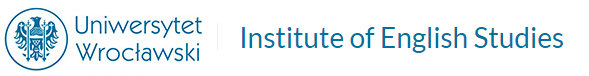 Uniwersytet
Wrocławski
Institute of English Studies